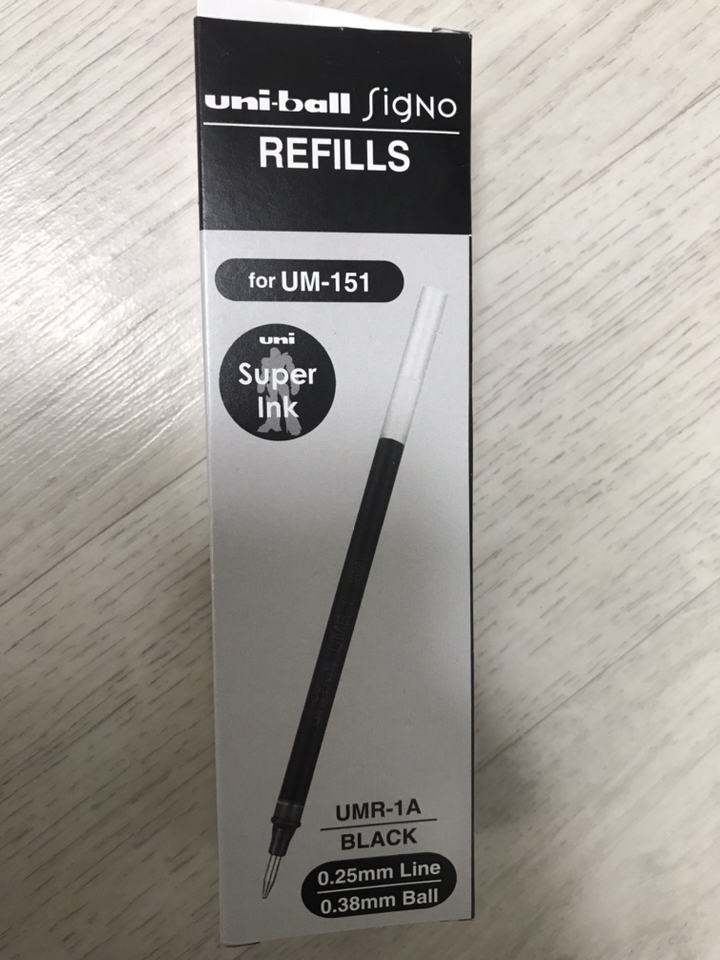 uni-ball Signo
REFILLS
for UM-151
uni
Super
Ink
UMR-1A
BLACK
0.25mm Line
0.38mm Ball